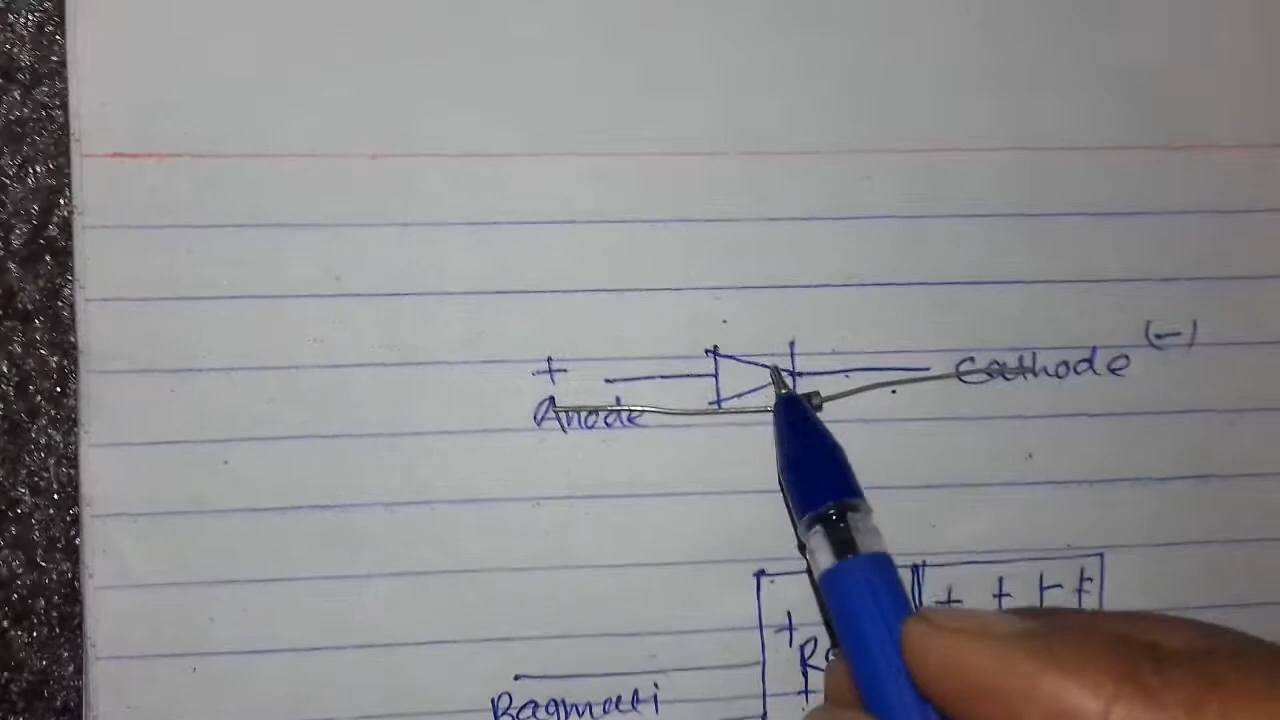 (-)
+ Cathode
Anode
+ + + +
+
+
Bagmati